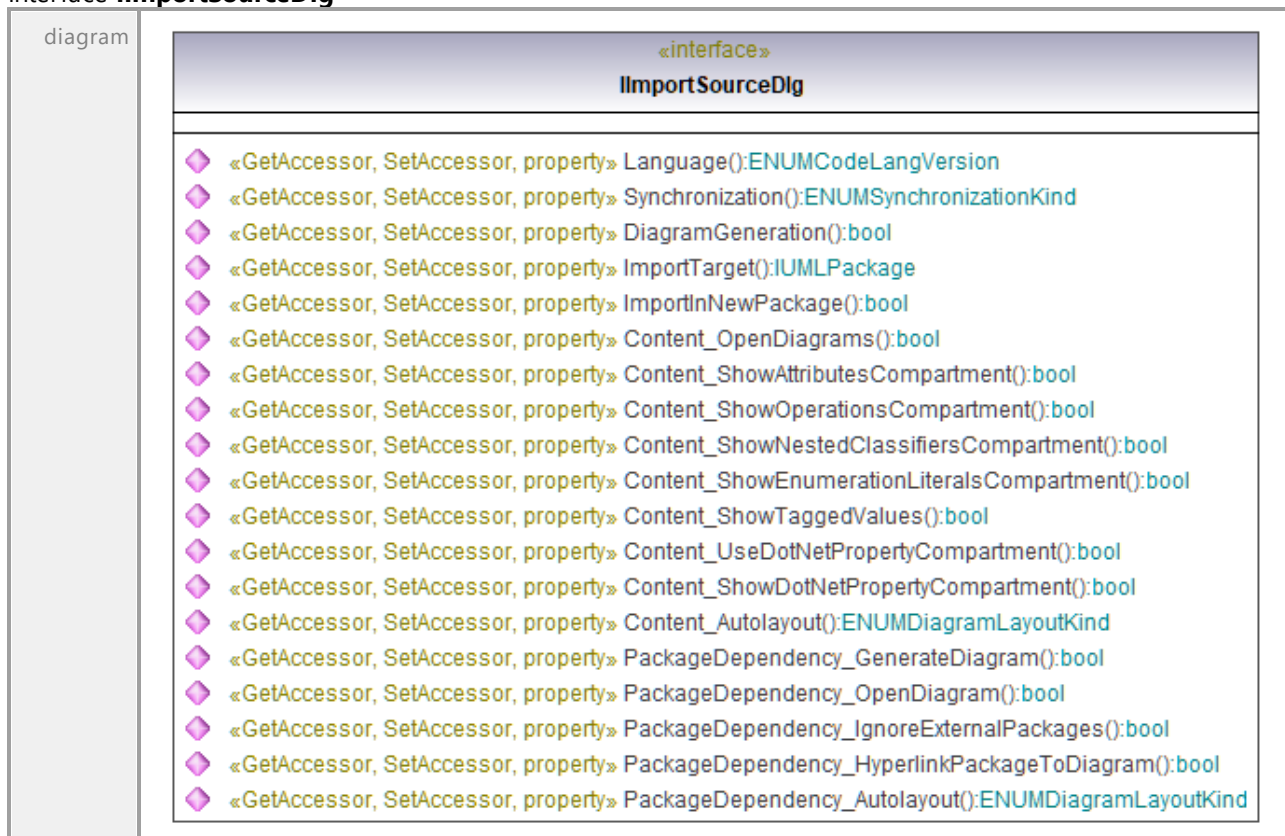 interface IImportSourceDlg
diagram
«interface»
IImportSourceDlg
«GetAccessor, SetAccessor, property» Language():ENUMCodeLangVersion
«GetAccessor, SetAccessor, property» Synchronization():ENUMSynchronizationKind
«GetAccessor, SetAccessor, property» DiagramGeneration():bool
«GetAccessor, SetAccessor, property» ImportTarget():IUMLPackage
«GetAccessor, SetAccessor, property» ImportInNewPackage():bool
«GetAccessor, SetAccessor, property» Content_OpenDiagrams():bool
«GetAccessor, SetAccessor, property» Content_ShowAttributesCompartment():bool
«GetAccessor, SetAccessor, property» Content_ShowOperationsCompartment():bool
«GetAccessor, SetAccessor, property» Content_ShowNestedClassifiersCompartment():bool
«GetAccessor, SetAccessor, property» Content_ShowEnumerationLiteralsCompartment():bool
«GetAccessor, SetAccessor, property» Content_ShowTaggedValues():bool
«GetAccessor, SetAccessor, property» Content_UseDotNetPropertyCompartment():bool
«GetAccessor, SetAccessor, property» Content_ShowDotNetPropertyCompartment():bool
«GetAccessor, SetAccessor, property» Content_Autolayout():ENUMDiagramLayoutKind
«GetAccessor, SetAccessor, property» PackageDependency_GenerateDiagram():bool
«GetAccessor, SetAccessor, property» PackageDependency_OpenDiagram():bool
«GetAccessor, SetAccessor, property» PackageDependency_IgnoreExternalPackages():bool
«GetAccessor, SetAccessor, property» PackageDependency_HyperlinkPackageToDiagram():bool
«GetAccessor, SetAccessor, property» PackageDependency_Autolayout():ENUMDiagramLayoutKind